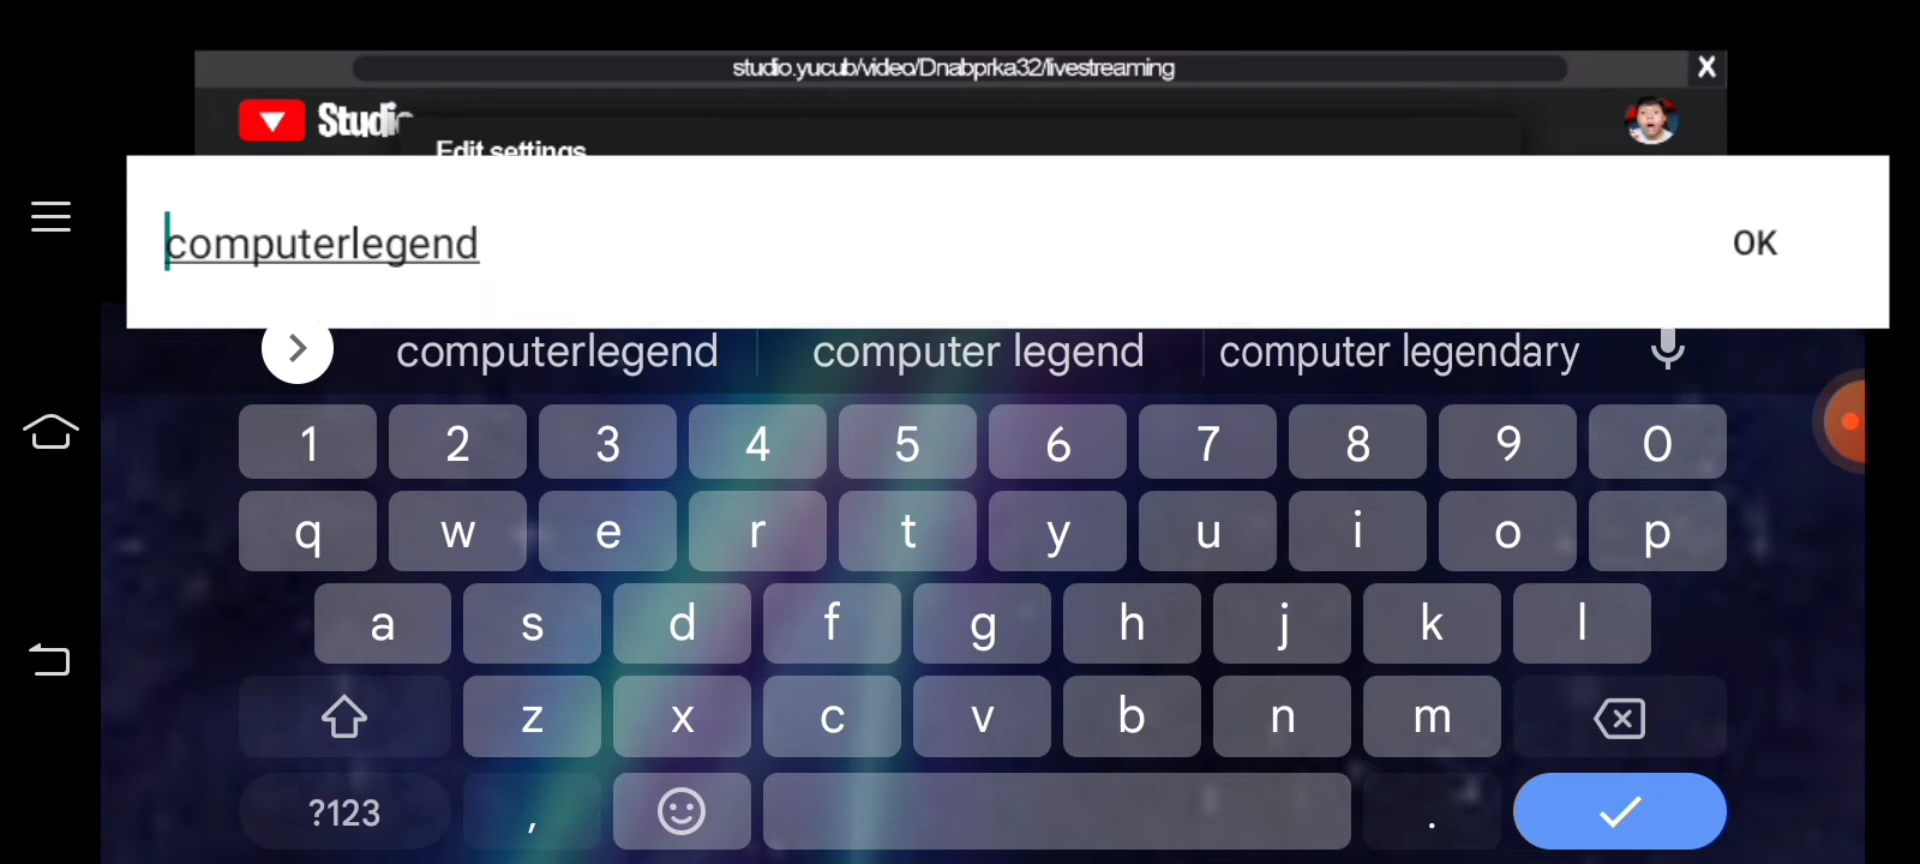 studio.yucub/video/Dnabprka32/livestreaming X
Studio
Edit settings
computerlegend OK
computerlegend computer legend computer legendary
1 2 3 4 5 6 7 8 9 0
q w e r t y u i o p
a s d f g h j k l
z x c v b n m
?123 , .